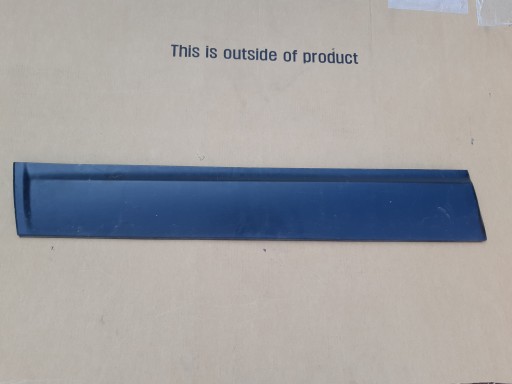 This is outside of product